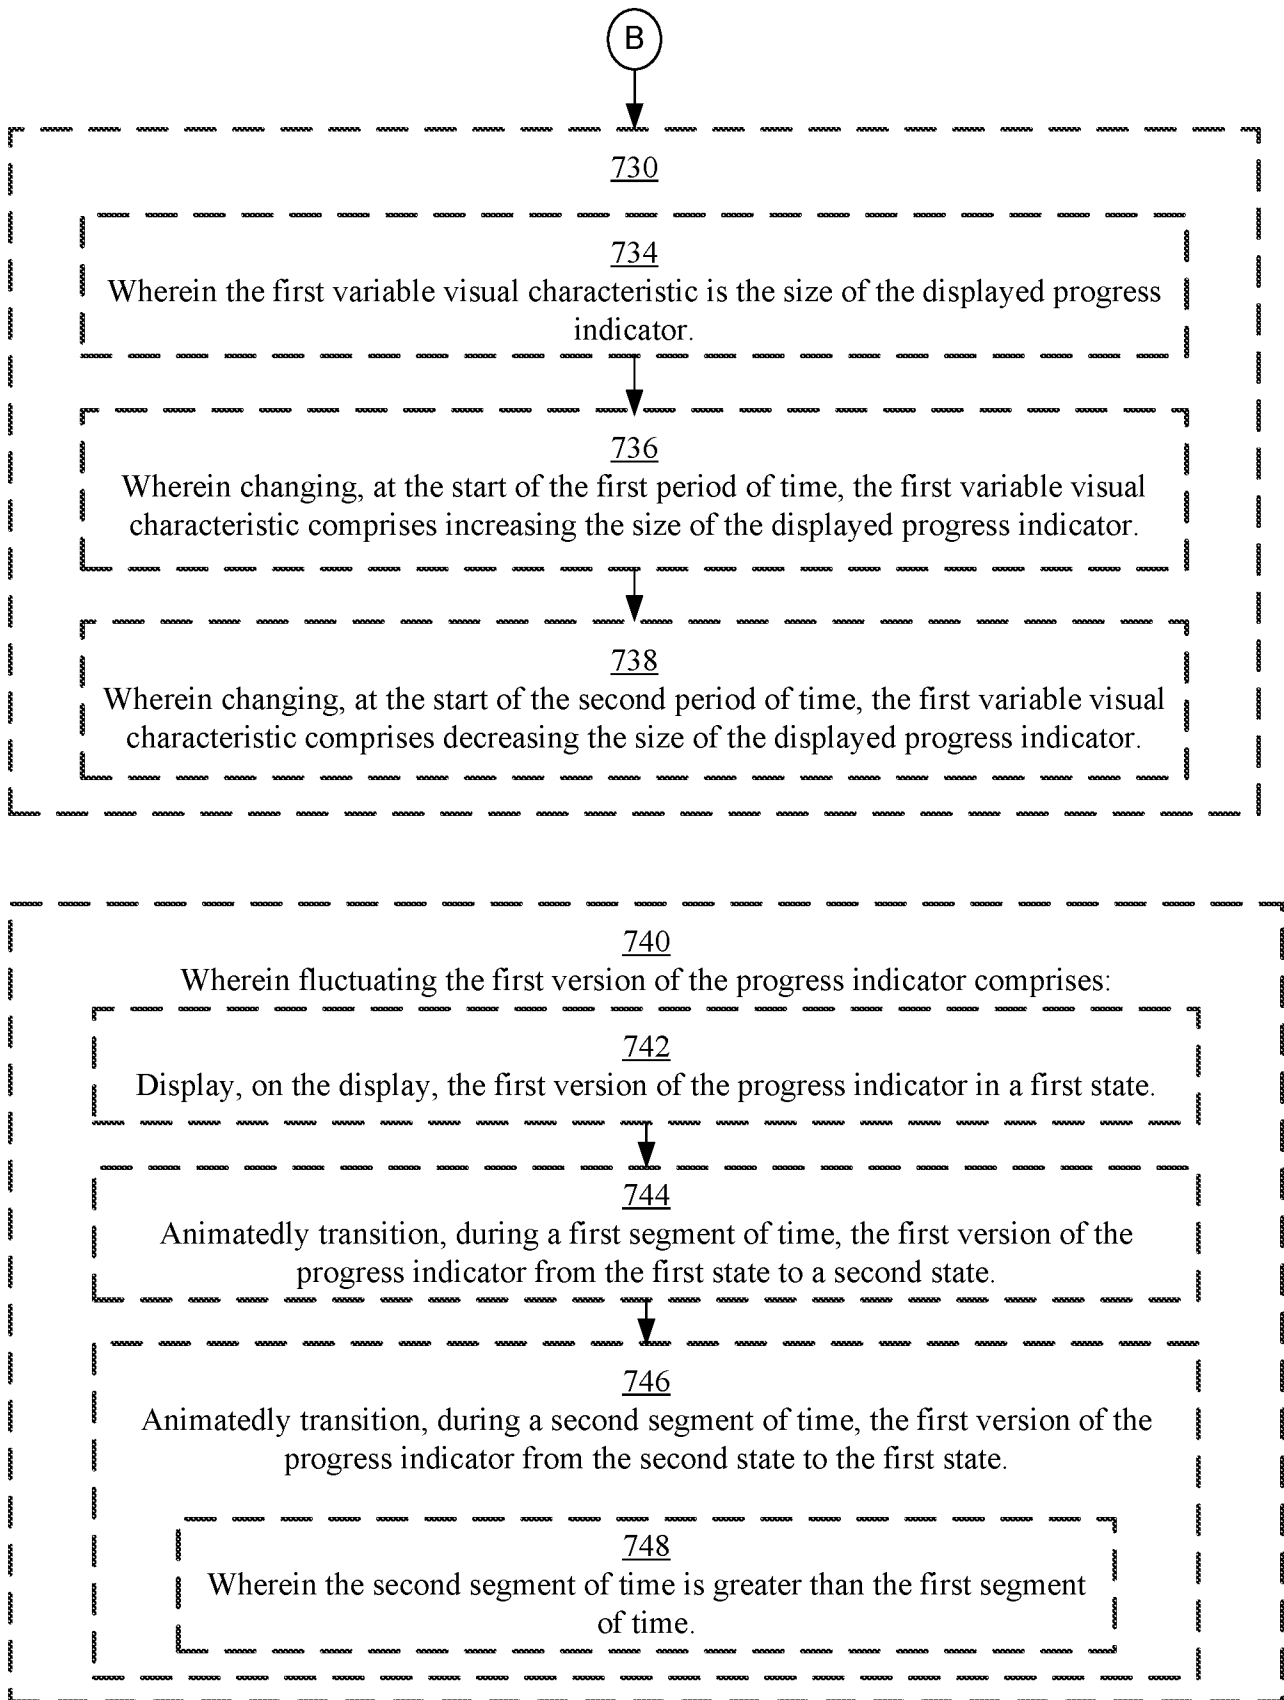 B
730
734
Wherein the first variable visual characteristic is the size of the displayed progress
indicator.
736
Wherein changing, at the start of the first period of time, the first variable visual
characteristic comprises increasing the size of the displayed progress indicator.
738
Wherein changing, at the start of the second period of time, the first variable visual
characteristic comprises decreasing the size of the displayed progress indicator.
740
Wherein fluctuating the first version of the progress indicator comprises:
742
Display, on the display, the first version of the progress indicator in a first state.
744
Animatedly transition, during a first segment of time, the first version of the
progress indicator from the first state to a second state.
746
Animatedly transition, during a second segment of time, the first version of the
progress indicator from the second state to the first state.
748
Wherein the second segment of time is greater than the first segment
of time.